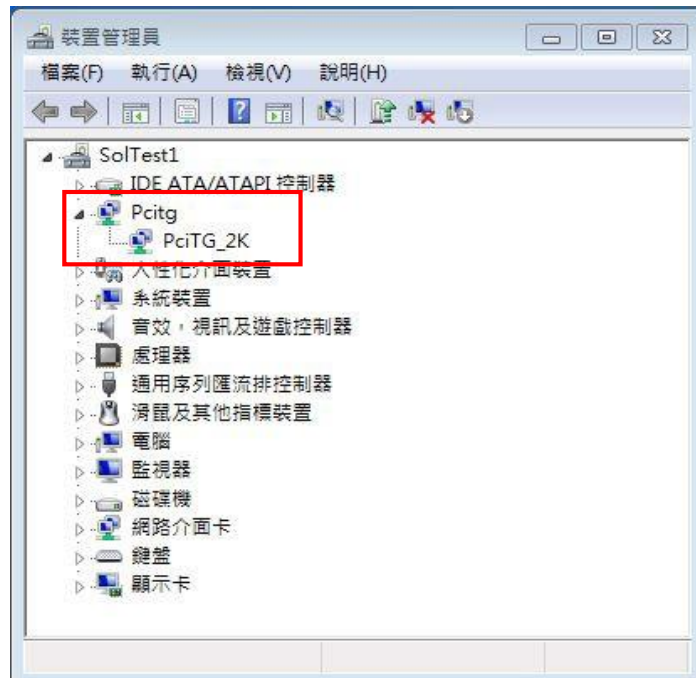 裝置管理員
檔案(F) 執行(A) 檢視(V) 說明(H)
SolTest1
IDE ATA/ATAPI 控制器
Pcitg
PciTG_2K
人性化介面裝置
系統裝置
音效，視訊及遊戲控制器
處理器
通用序列匯流排控制器
滑鼠及其他指標裝置
電腦
監視器
磁碟機
網路介面卡
鍵盤
顯示卡